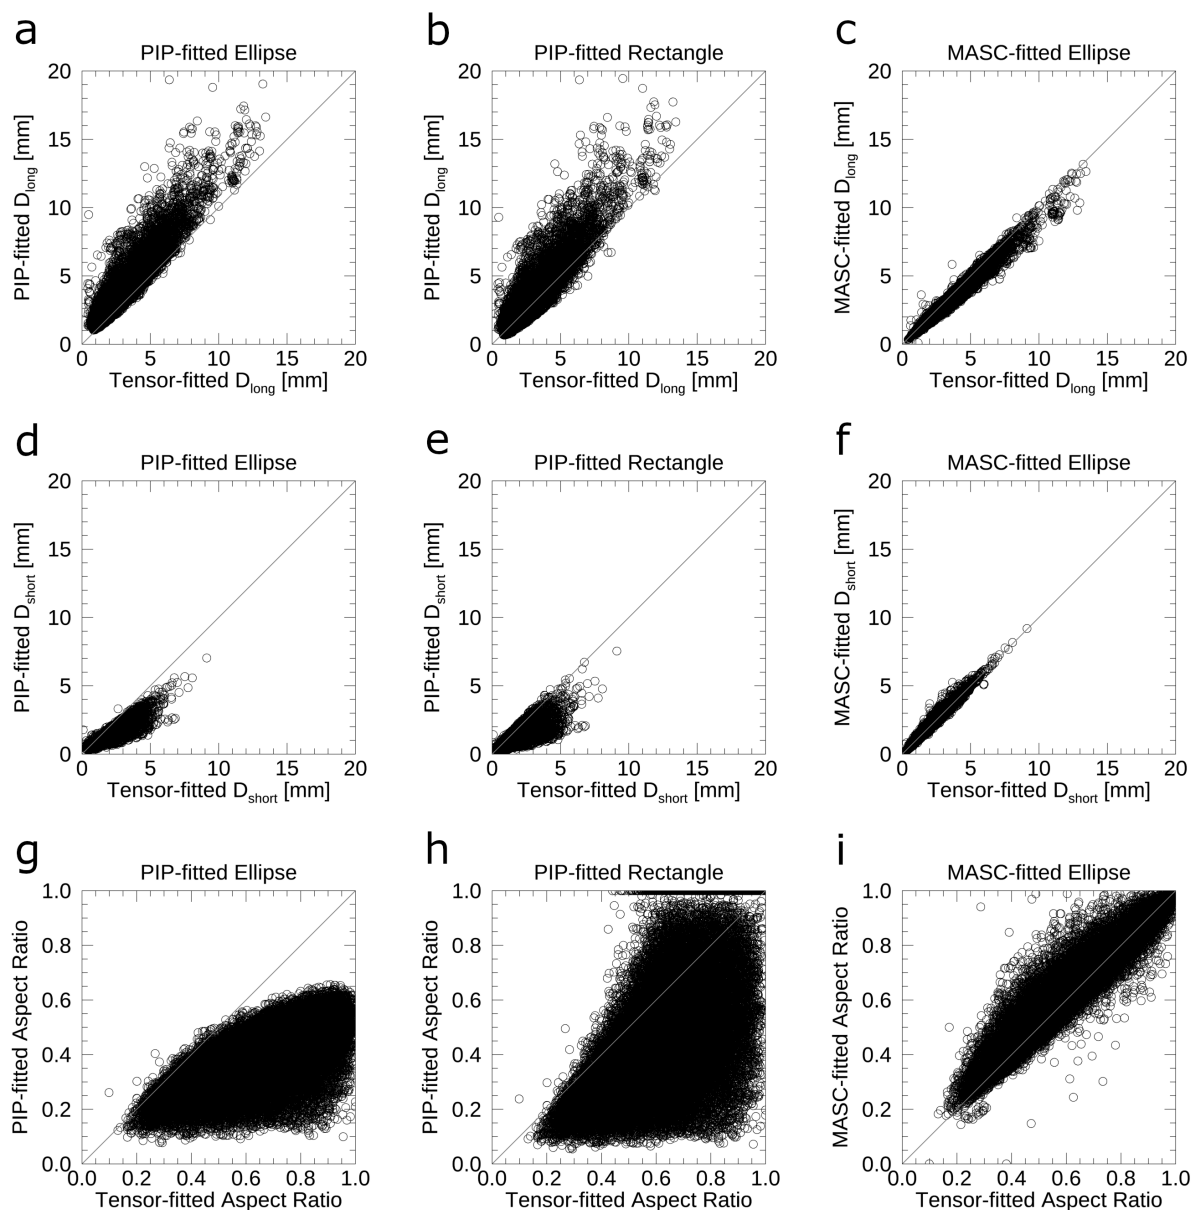 a
PIP-fitted Ellipse
PIP-fitted D_long [mm]
20
15
10
5
0
0 5 10 15 20
Tensor-fitted D_long [mm]
b
PIP-fitted Rectangle
PIP-fitted D_long [mm]
20
15
10
5
0
0 5 10 15 20
Tensor-fitted D_long [mm]
c
MASC-fitted Ellipse
MASC-fitted D_long [mm]
20
15
10
5
0
0 5 10 15 20
Tensor-fitted D_long [mm]
d
PIP-fitted Ellipse
PIP-fitted D_short [mm]
20
15
10
5
0
0 5 10 15 20
Tensor-fitted D_short [mm]
e
PIP-fitted Rectangle
PIP-fitted D_short [mm]
20
15
10
5
0
0 5 10 15 20
Tensor-fitted D_short [mm]
f
MASC-fitted Ellipse
MASC-fitted D_short [mm]
20
15
10
5
0
0 5 10 15 20
Tensor-fitted D_short [mm]
g
PIP-fitted Ellipse
PIP-fitted Aspect Ratio
1.0
0.8
0.6
0.4
0.2
0.0
0.0 0.2 0.4 0.6 0.8 1.0
Tensor-fitted Aspect Ratio
h
PIP-fitted Rectangle
PIP-fitted Aspect Ratio
1.0
0.8
0.6
0.4
0.2
0.0
0.0 0.2 0.4 0.6 0.8 1.0
Tensor-fitted Aspect Ratio
i
MASC-fitted Ellipse
MASC-fitted Aspect Ratio
1.0
0.8
0.6
0.4
0.2
0.0
0.0 0.2 0.4 0.6 0.8 1.0
Tensor-fitted Aspect Ratio